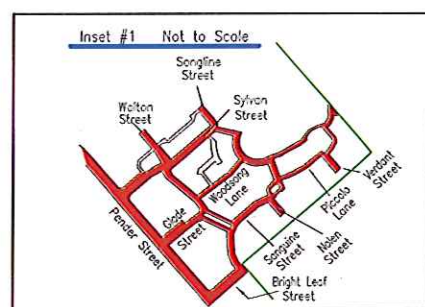 Inset #1 Not to Scale
Songline
Street
Walton
Street
Sylvan
Street
Woodsong
Lane
Verdant
Street
Piccolo
Lane
Glade
Street
Pender Street
Nolen
Street
Sanguine
Street
Bright Leaf
Street